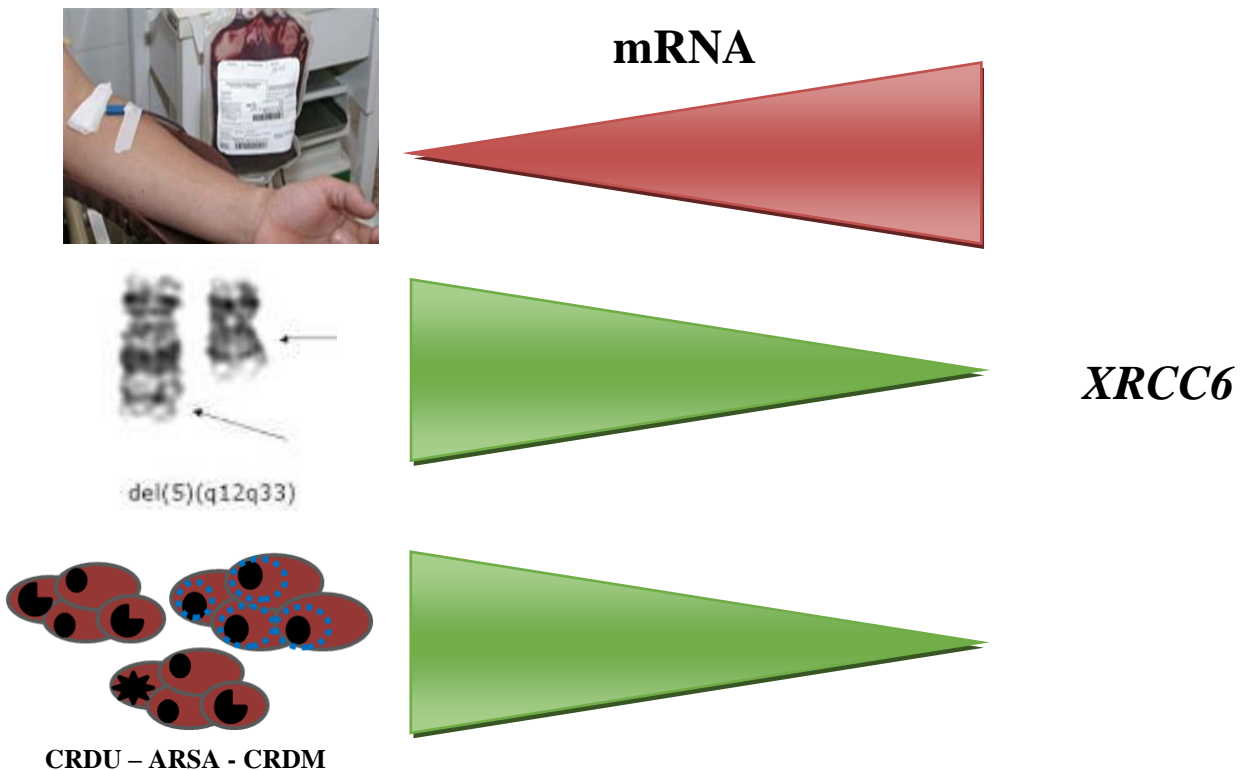 mRNA
XRCC6
del(5)(q12q33)
CRDU – ARSA - CRDM